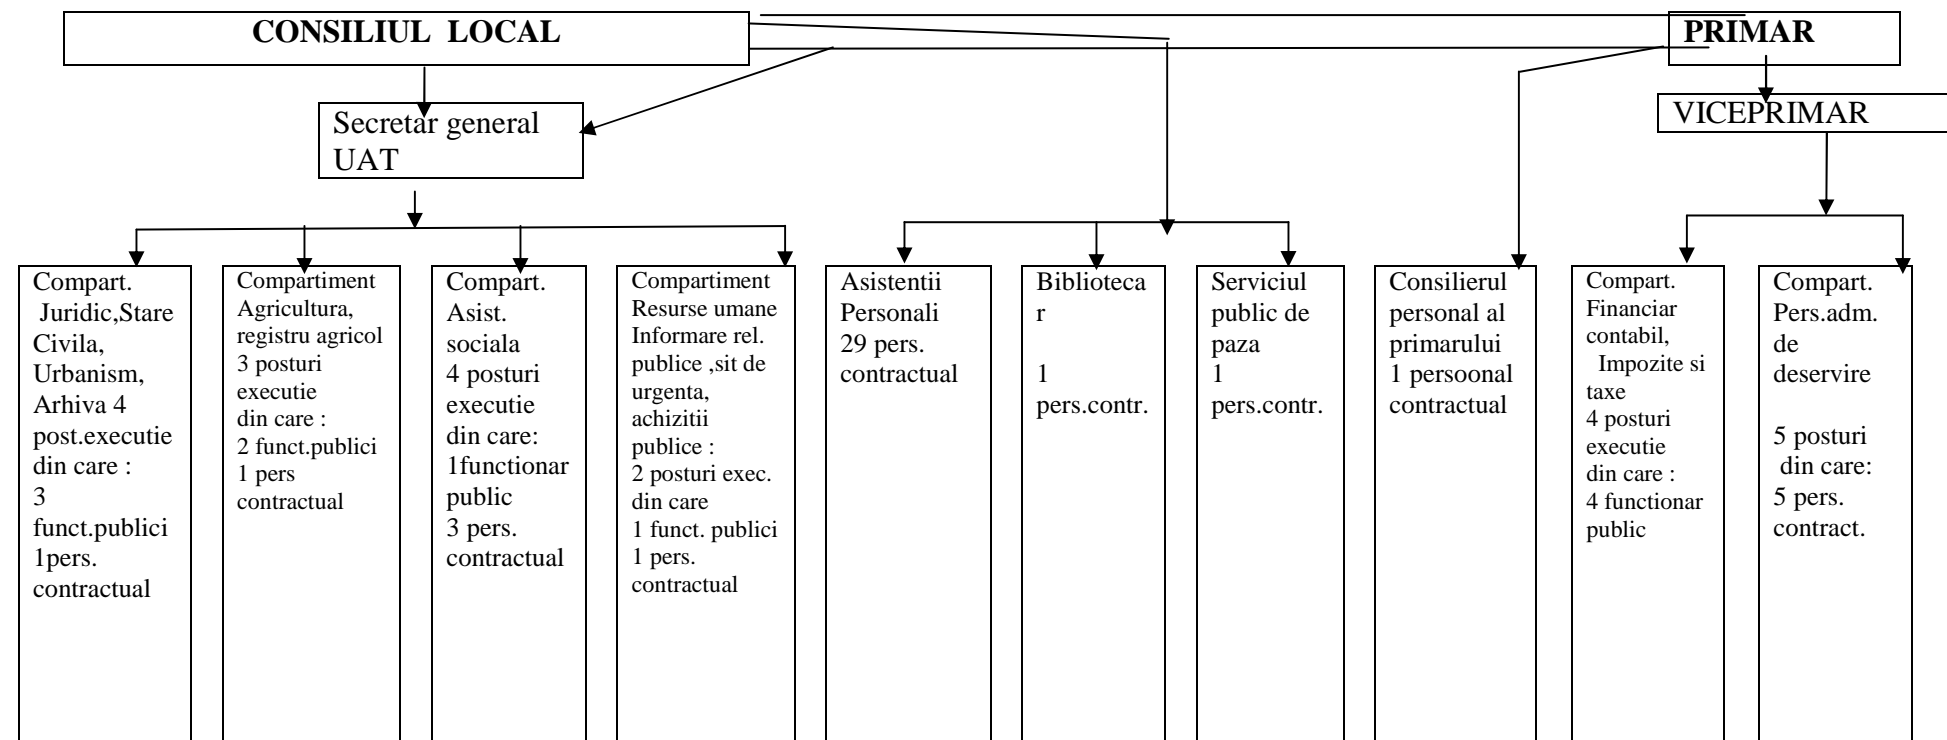 CONSILIUL LOCAL
PRIMAR
Secretar general
UAT
VICEPRIMAR
Compart.
Juridic,Stare
Civila,
Urbanism,
Arhiva 4
post.executie
din care :
3
funct.publici
1pers.
contractual
Compartiment
Agricultura,
registru agricol
3 posturi
executie
din care :
2 funct.publici
1 pers
contractual
Compart.
Asist.
sociala
4 posturi
executie
din care:
1functionar
public
3 pers.
contractual
Compartiment
Resurse umane
Informare rel.
publice ,sit de
urgenta,
achizitii
publice :
2 posturi exec.
din care
1 funct. publici
1 pers.
contractual
Asistentii
Personali
29 pers.
contractual
Biblioteca
r
1
pers.contr.
Serviciul
public de
paza
1
pers.contr.
Consilierul
personal al
primarului
1 persoonal
contractual
Compart.
Financiar
contabil,
Impozite si
taxe
4 posturi
executie
din care :
4 functionar
public
Compart.
Pers.adm.
de
deservire
5 posturi
din care:
5 pers.
contract.